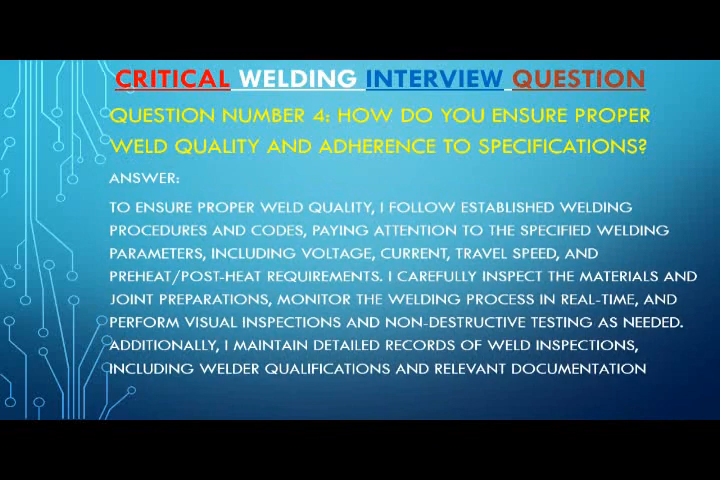 CRITICAL WELDING INTERVIEW QUESTION
QUESTION NUMBER 4: HOW DO YOU ENSURE PROPER
WELD QUALITY AND ADHERENCE TO SPECIFICATIONS?
ANSWER:
TO ENSURE PROPER WELD QUALITY, I FOLLOW ESTABLISHED WELDING
PROCEDURES AND CODES, PAYING ATTENTION TO THE SPECIFIED WELDING
PARAMETERS, INCLUDING VOLTAGE, CURRENT, TRAVEL SPEED, AND
PREHEAT/POST-HEAT REQUIREMENTS. I CAREFULLY INSPECT THE MATERIALS AND
JOINT PREPARATIONS, MONITOR THE WELDING PROCESS IN REAL-TIME, AND
PERFORM VISUAL INSPECTIONS AND NON-DESTRUCTIVE TESTING AS NEEDED.
ADDITIONALLY, I MAINTAIN DETAILED RECORDS OF WELD INSPECTIONS,
INCLUDING WELDER QUALIFICATIONS AND RELEVANT DOCUMENTATION